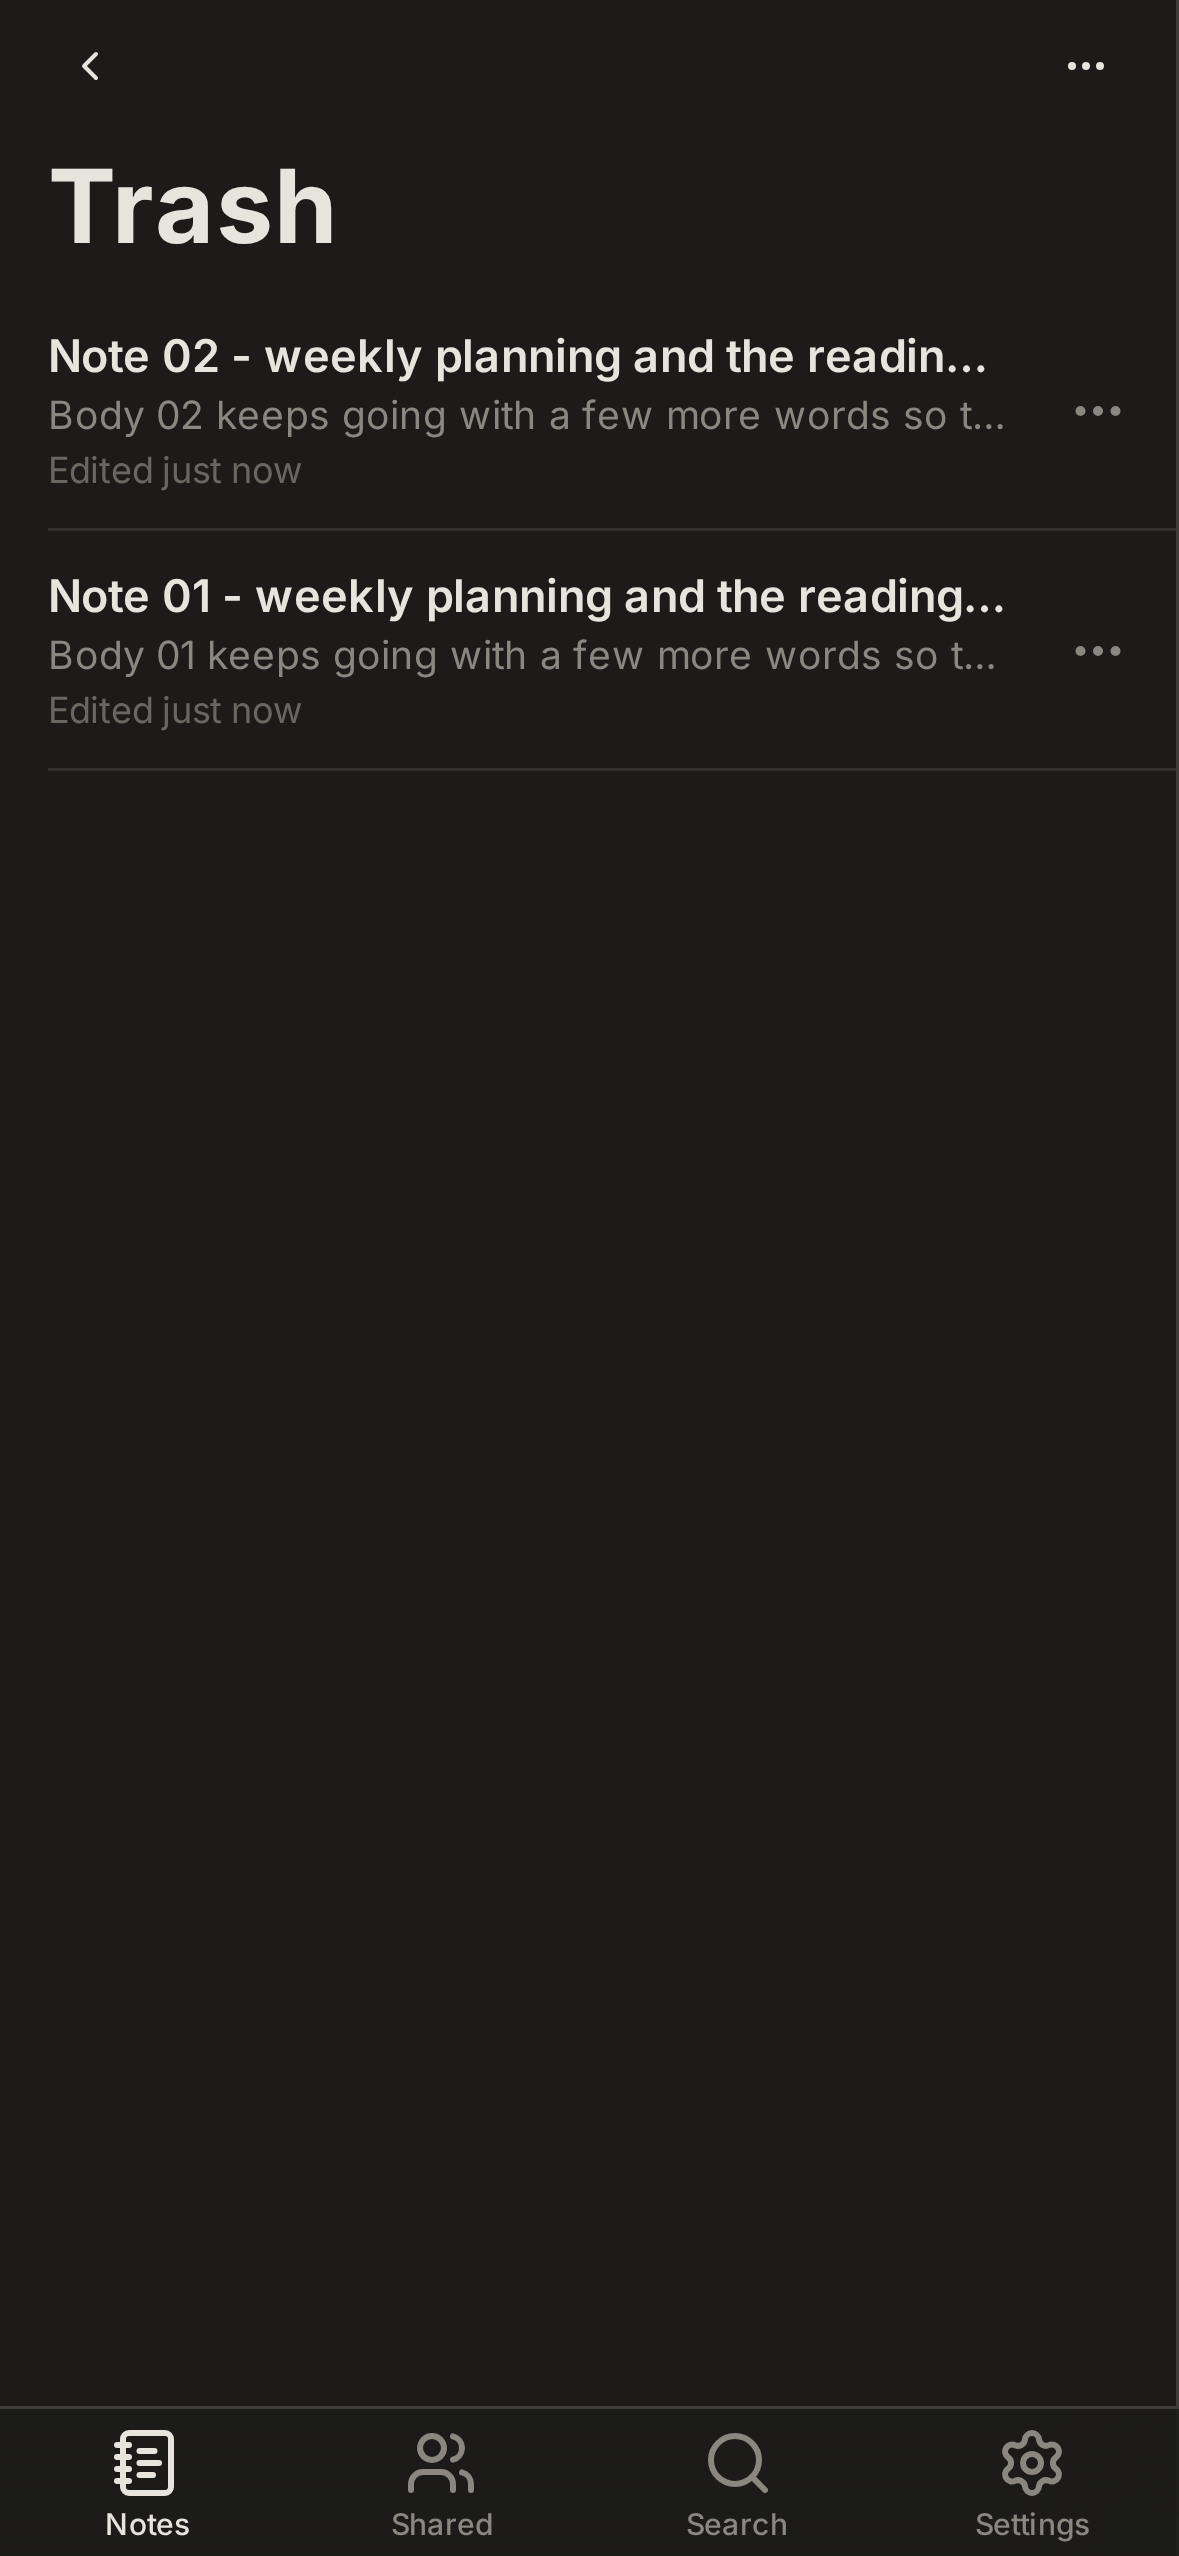 Trash
Note 02 - weekly planning and the readin...
Body 02 keeps going with a few more words so t...
Edited just now
Note 01 - weekly planning and the reading...
Body 01 keeps going with a few more words so t...
Edited just now
Notes
Shared
Search
Settings